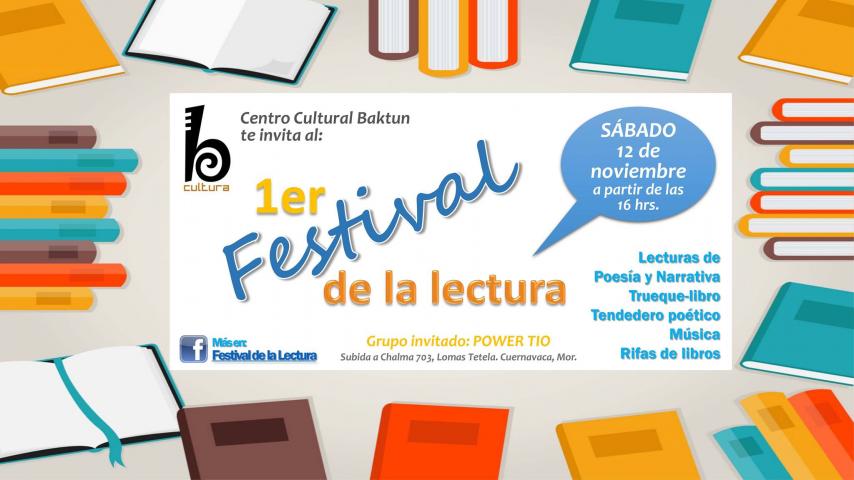 cultura
Centro Cultural Baktun
te invita al:
1er
Festival
de la lectura
SÁBADO
12 de
noviembre
a partir de las
16 hrs.
Lecturas de
Poesía y Narrativa
Trueque-libro
Tendedero poético
Música
Rifas de libros
Más en:
Festival de la Lectura
Grupo invitado: POWER TIO
Subida a Chalma 703, Lomas Tetela. Cuernavaca, Mor.